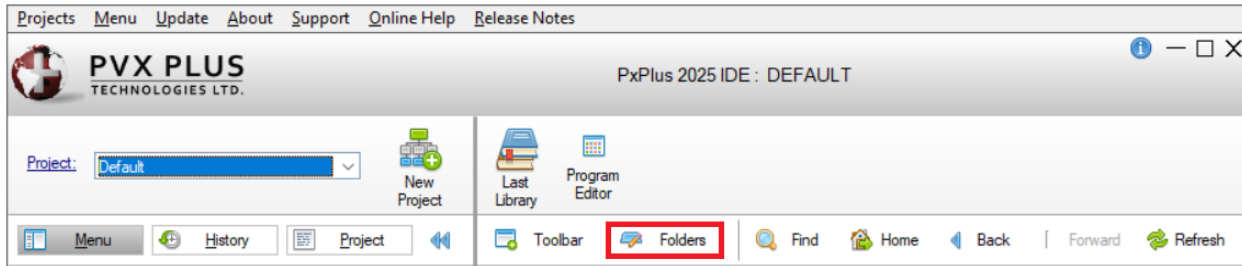 Projects Menu Update About Support Online Help Release Notes
PVX PLUS
TECHNOLOGIES LTD.
PxPlus 2025 IDE : DEFAULT
Project: Default
New
Project
Last
Library
Program
Editor
Menu History Project Toolbar Folders Find Home Back Forward Refresh